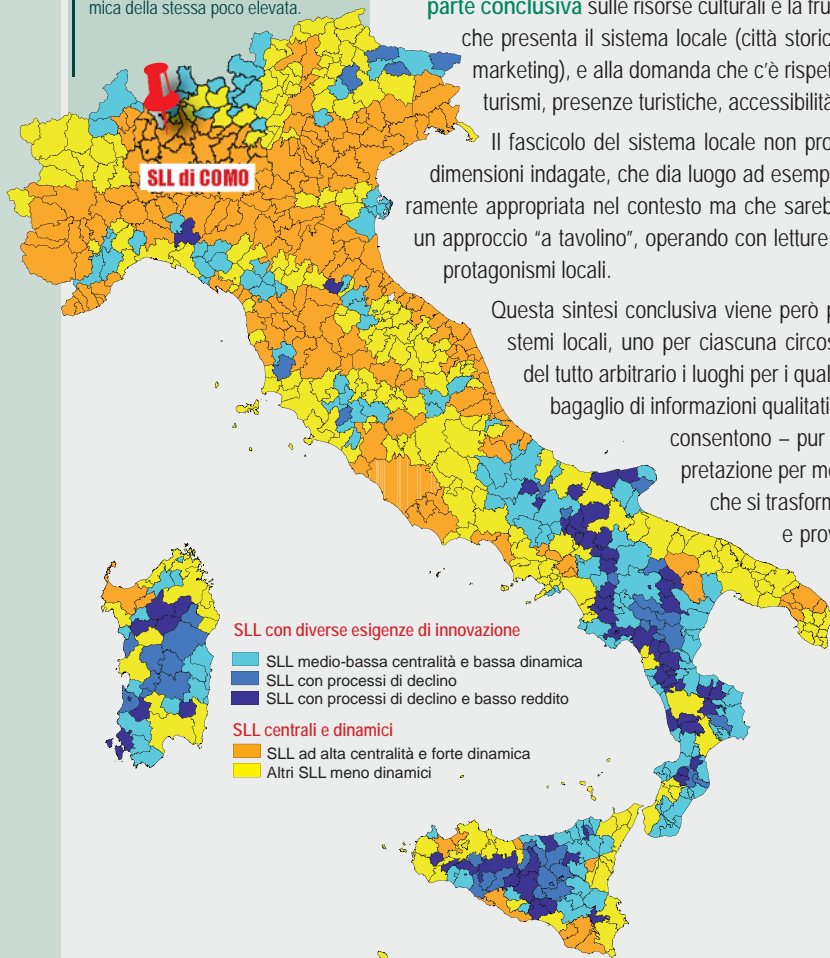 mica della stessa poco elevata.
parte conclusiva sulle risorse culturali e la fru
che presenta il sistema locale (città storic
marketing), e alla domanda che c'è rispet
turismi, presenze turistiche, accessibilità
Il fascicolo del sistema locale non pro
dimensioni indagate, che dia luogo ad esemp
ramente appropriata nel contesto ma che sareb
un approccio "a tavolino", operando con letture
protagonismi locali.
Questa sintesi conclusiva viene però p
stemi locali, uno per ciascuna circos
del tutto arbitrario i luoghi per i qual
bagaglio di informazioni qualitati
consentono – pur
pretazione per me
che si trasform
e prov
SLL di COMO
SLL con diverse esigenze di innovazione
SLL medio-bassa centralità e bassa dinamica
SLL con processi di declino
SLL con processi di declino e basso reddito
SLL centrali e dinamici
SLL ad alta centralità e forte dinamica
Altri SLL meno dinamici